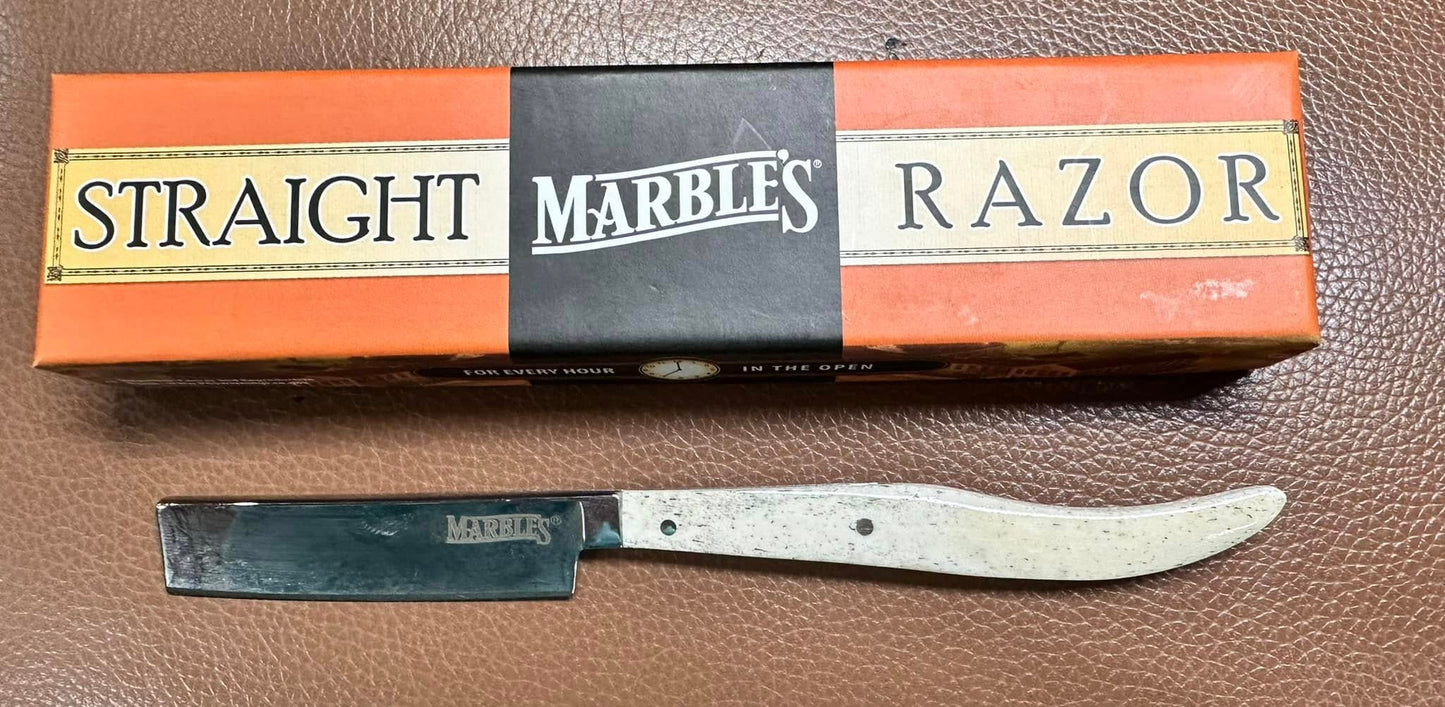 STRAIGHT MARBLE'S® RAZOR
FOR EVERY HOUR IN THE OPEN
MARBLE'S®